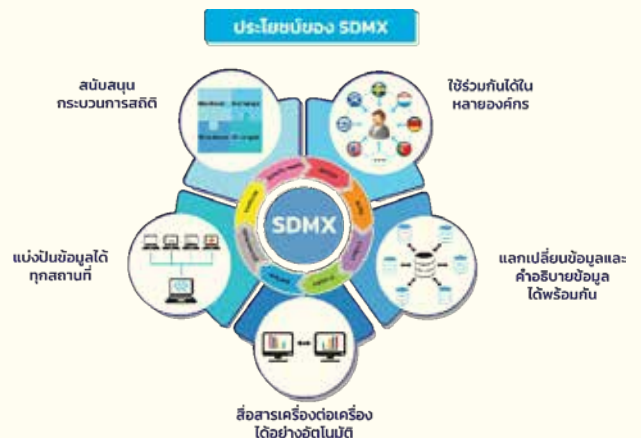 ประโยชน์ของ SDMX
สนับสนุน
กระบวนการสถิติ
ใช้ร่วมกันได้ใน
หลายองค์กร
SDMX
แบ่งปันข้อมูลได้
ทุกสถานที่
แลกเปลี่ยนข้อมูลและ
คำอธิบายข้อมูล
ได้พร้อมกัน
สื่อสารเครื่องต่อเครื่อง
ได้อย่างอัตโนมัติ